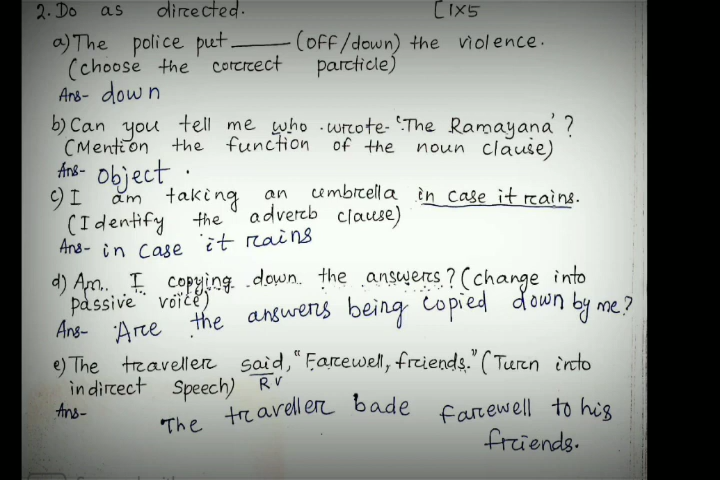 2. Do as directed. [1×5
a) The police put ____ (off/down) the violence.
(choose the correct particle)
Ans- down
b) Can you tell me who wrote 'The Ramayana'?
(Mention the function of the noun clause)
Ans- object.
c) I am taking an umbrella in case it rains.
(Identify the adverb clause)
Ans- in case it rains
d) Am I copying down the answers? (change into
passive voice)
Ans- Are the answers being copied down by me?
e) The traveller said, "Farewell, friends." (Turn into
indirect Speech) RV
Ans- The traveller bade farewell to his
friends.